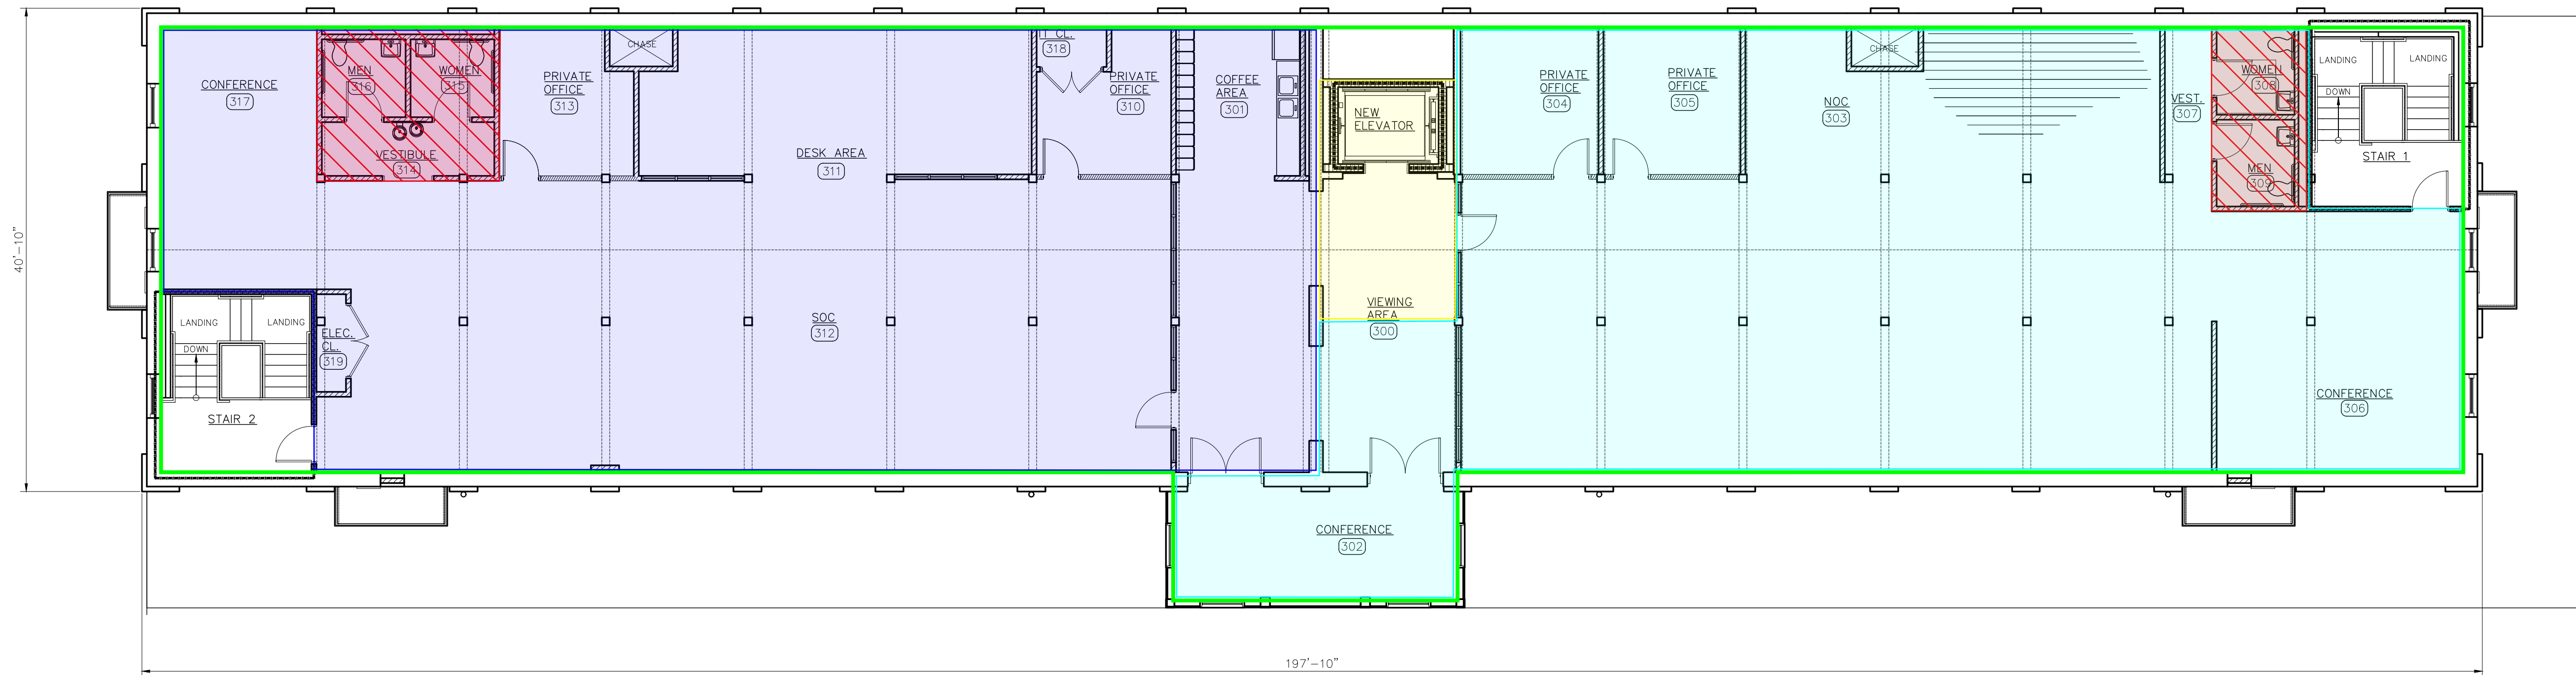 CHASE
IT CL.
318
CHASE
LANDING
LANDING
MEN
316
WOMEN
315
WOMEN
308
CONFERENCE
317
PRIVATE
OFFICE
313
PRIVATE
OFFICE
310
COFFEE
AREA
301
PRIVATE
OFFICE
304
PRIVATE
OFFICE
305
NOC
303
VEST.
307
DOWN
NEW
ELEVATOR
VESTIBULE
314
DESK AREA
311
MEN
309
STAIR 1
40'-10"
LANDING
LANDING
DOWN
ELEC.
CL.
319
SOC
312
VIEWING
AREA
300
STAIR 2
CONFERENCE
306
CONFERENCE
302
197'-10"